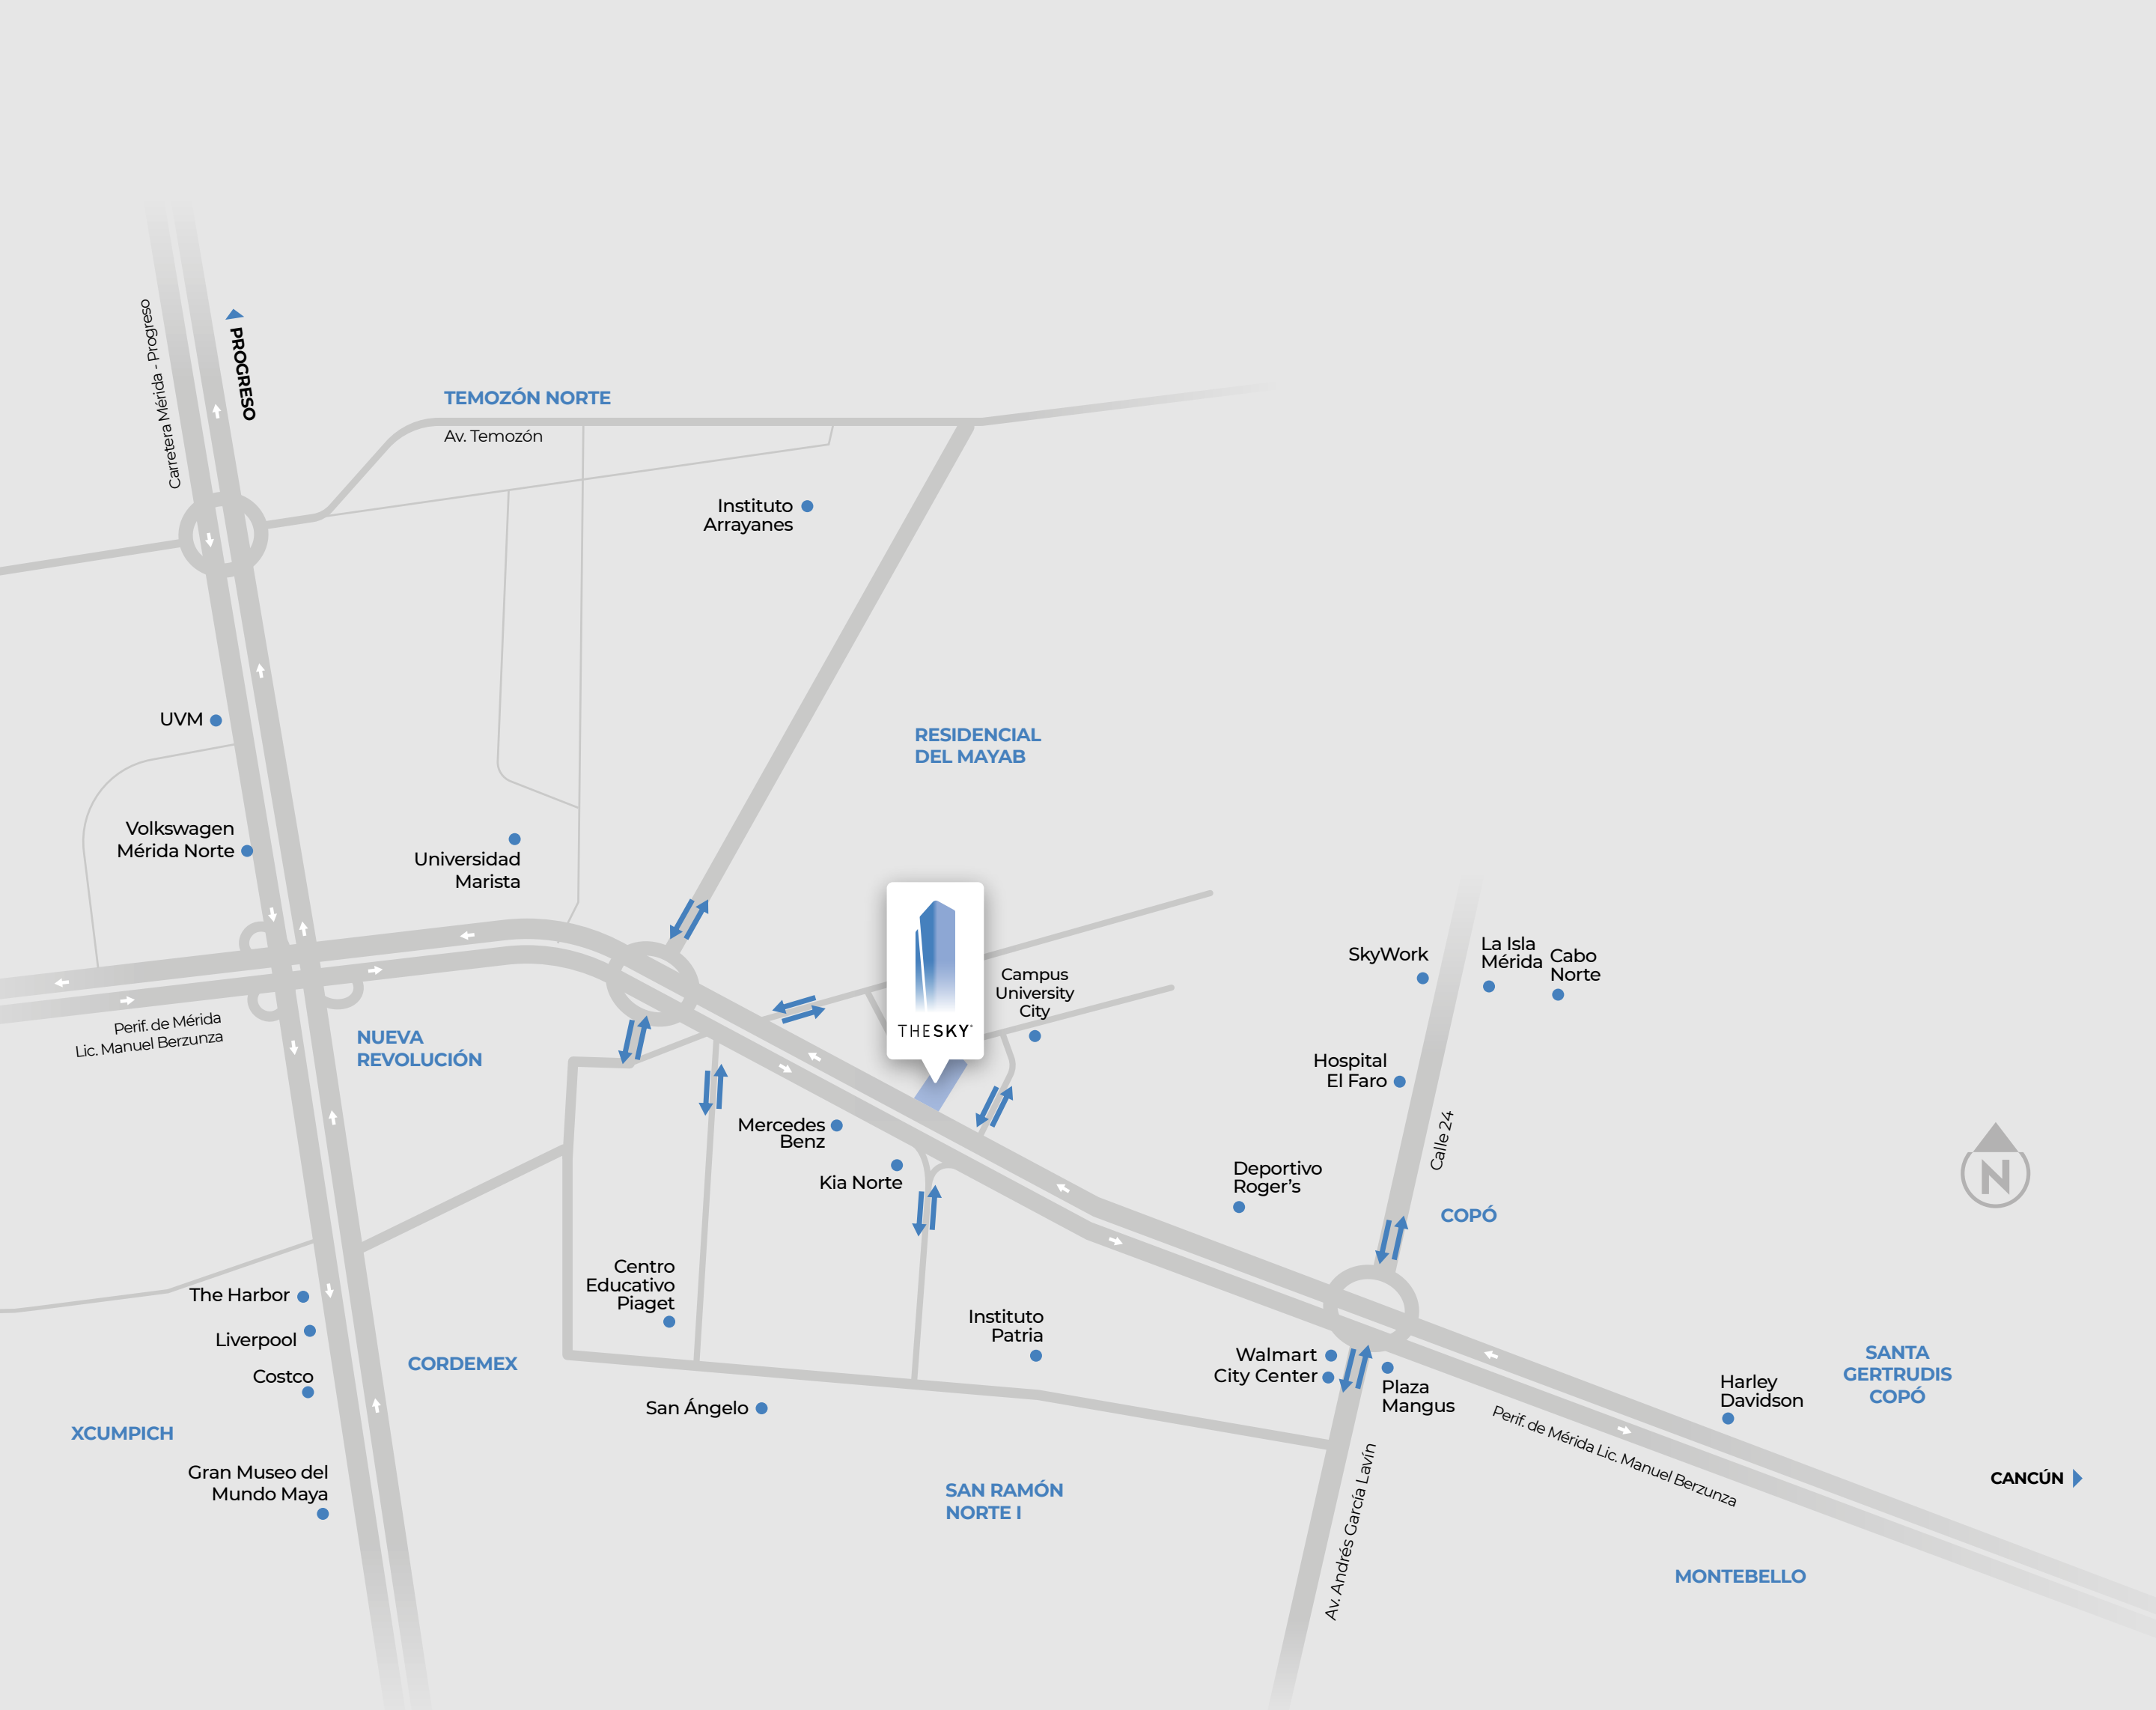 Carretera Mérida - Progreso
PROGRESO
TEMOZÓN NORTE
Av. Temozón
Instituto
Arrayanes
UVM
RESIDENCIAL
DEL MAYAB
Volkswagen
Mérida Norte
Universidad
Marista
THESKY
Campus
University
City
SkyWork
La Isla
Mérida
Cabo
Norte
Perif. de Mérida
Lic. Manuel Berzunza
NUEVA
REVOLUCIÓN
Hospital
El Faro
Mercedes
Benz
Kia Norte
Calle 24
Deportivo
Roger's
COPÓ
N
The Harbor
Liverpool
Costco
Centro
Educativo
Piaget
Instituto
Patria
CORDEMEX
San Ángelo
Walmart
City Center
Plaza
Mangus
SANTA
GERTRUDIS
COPÓ
Harley
Davidson
XCUMPICH
Gran Museo del
Mundo Maya
SAN RAMÓN
NORTE I
Av. Andrés García Lavín
Perif. de Mérida Lic. Manuel Berzunza
CANCÚN
MONTEBELLO